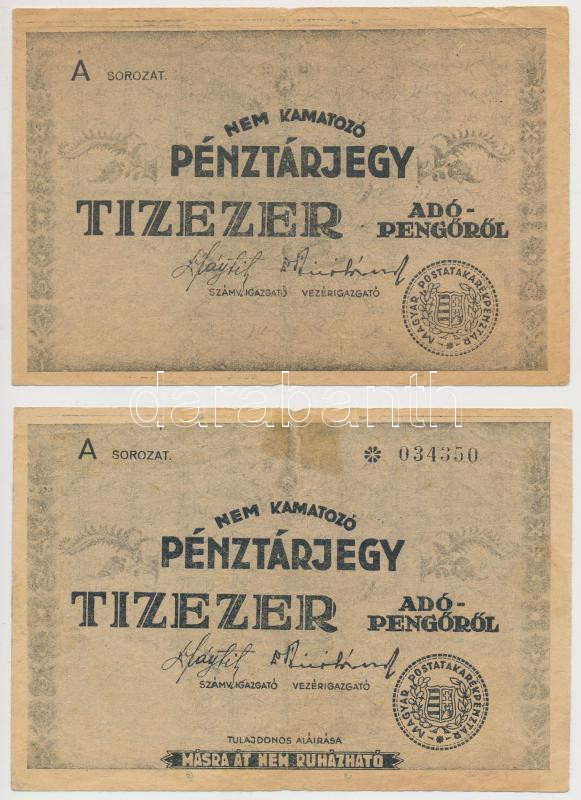 A SOROZAT.
NEM KAMATOZÓ
PÉNZTÁRJEGY
TIZEZER ADÓ-
PENGŐRŐL
SZÁMV. IGAZGATÓ VEZÉRIGAZGATÓ
MAGYAR POSTATAKARÉKPÉNZTÁR
darabanth
A SOROZAT. ✻ 034350
NEM KAMATOZÓ
PÉNZTÁRJEGY
TIZEZER ADÓ-
PENGŐRŐL
SZÁMV. IGAZGATÓ VEZÉRIGAZGATÓ
MAGYAR POSTATAKARÉKPÉNZTÁR
TULAJDONOS ALÁIRÁSA
MÁSRA ÁT NEM RUHÁZHATÓ